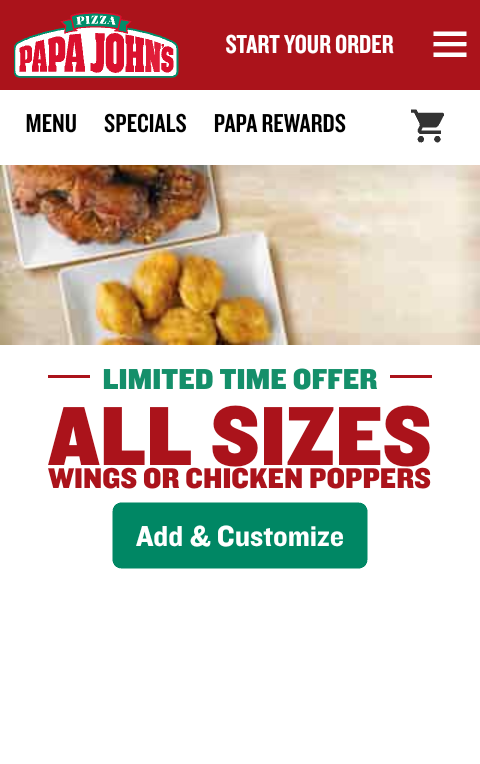 PIZZA
PAPA JOHN'S
START YOUR ORDER
MENU SPECIALS PAPA REWARDS
LIMITED TIME OFFER
ALL SIZES
WINGS OR CHICKEN POPPERS
Add & Customize